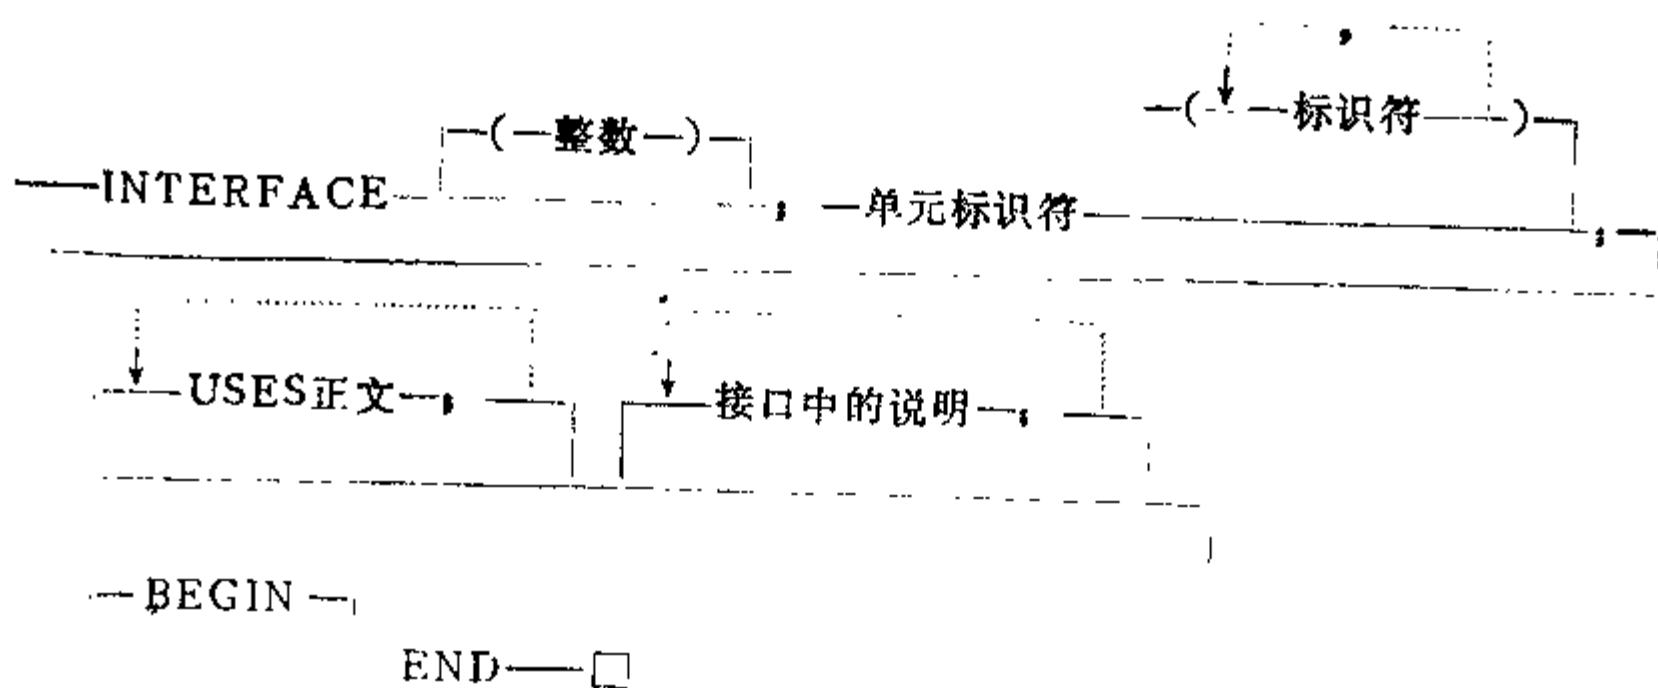 ,
( 标识符 )
( 整数 )
INTERFACE ; 单元标识符 ;
USES正文 ; 接口中的说明 ;
BEGIN
END